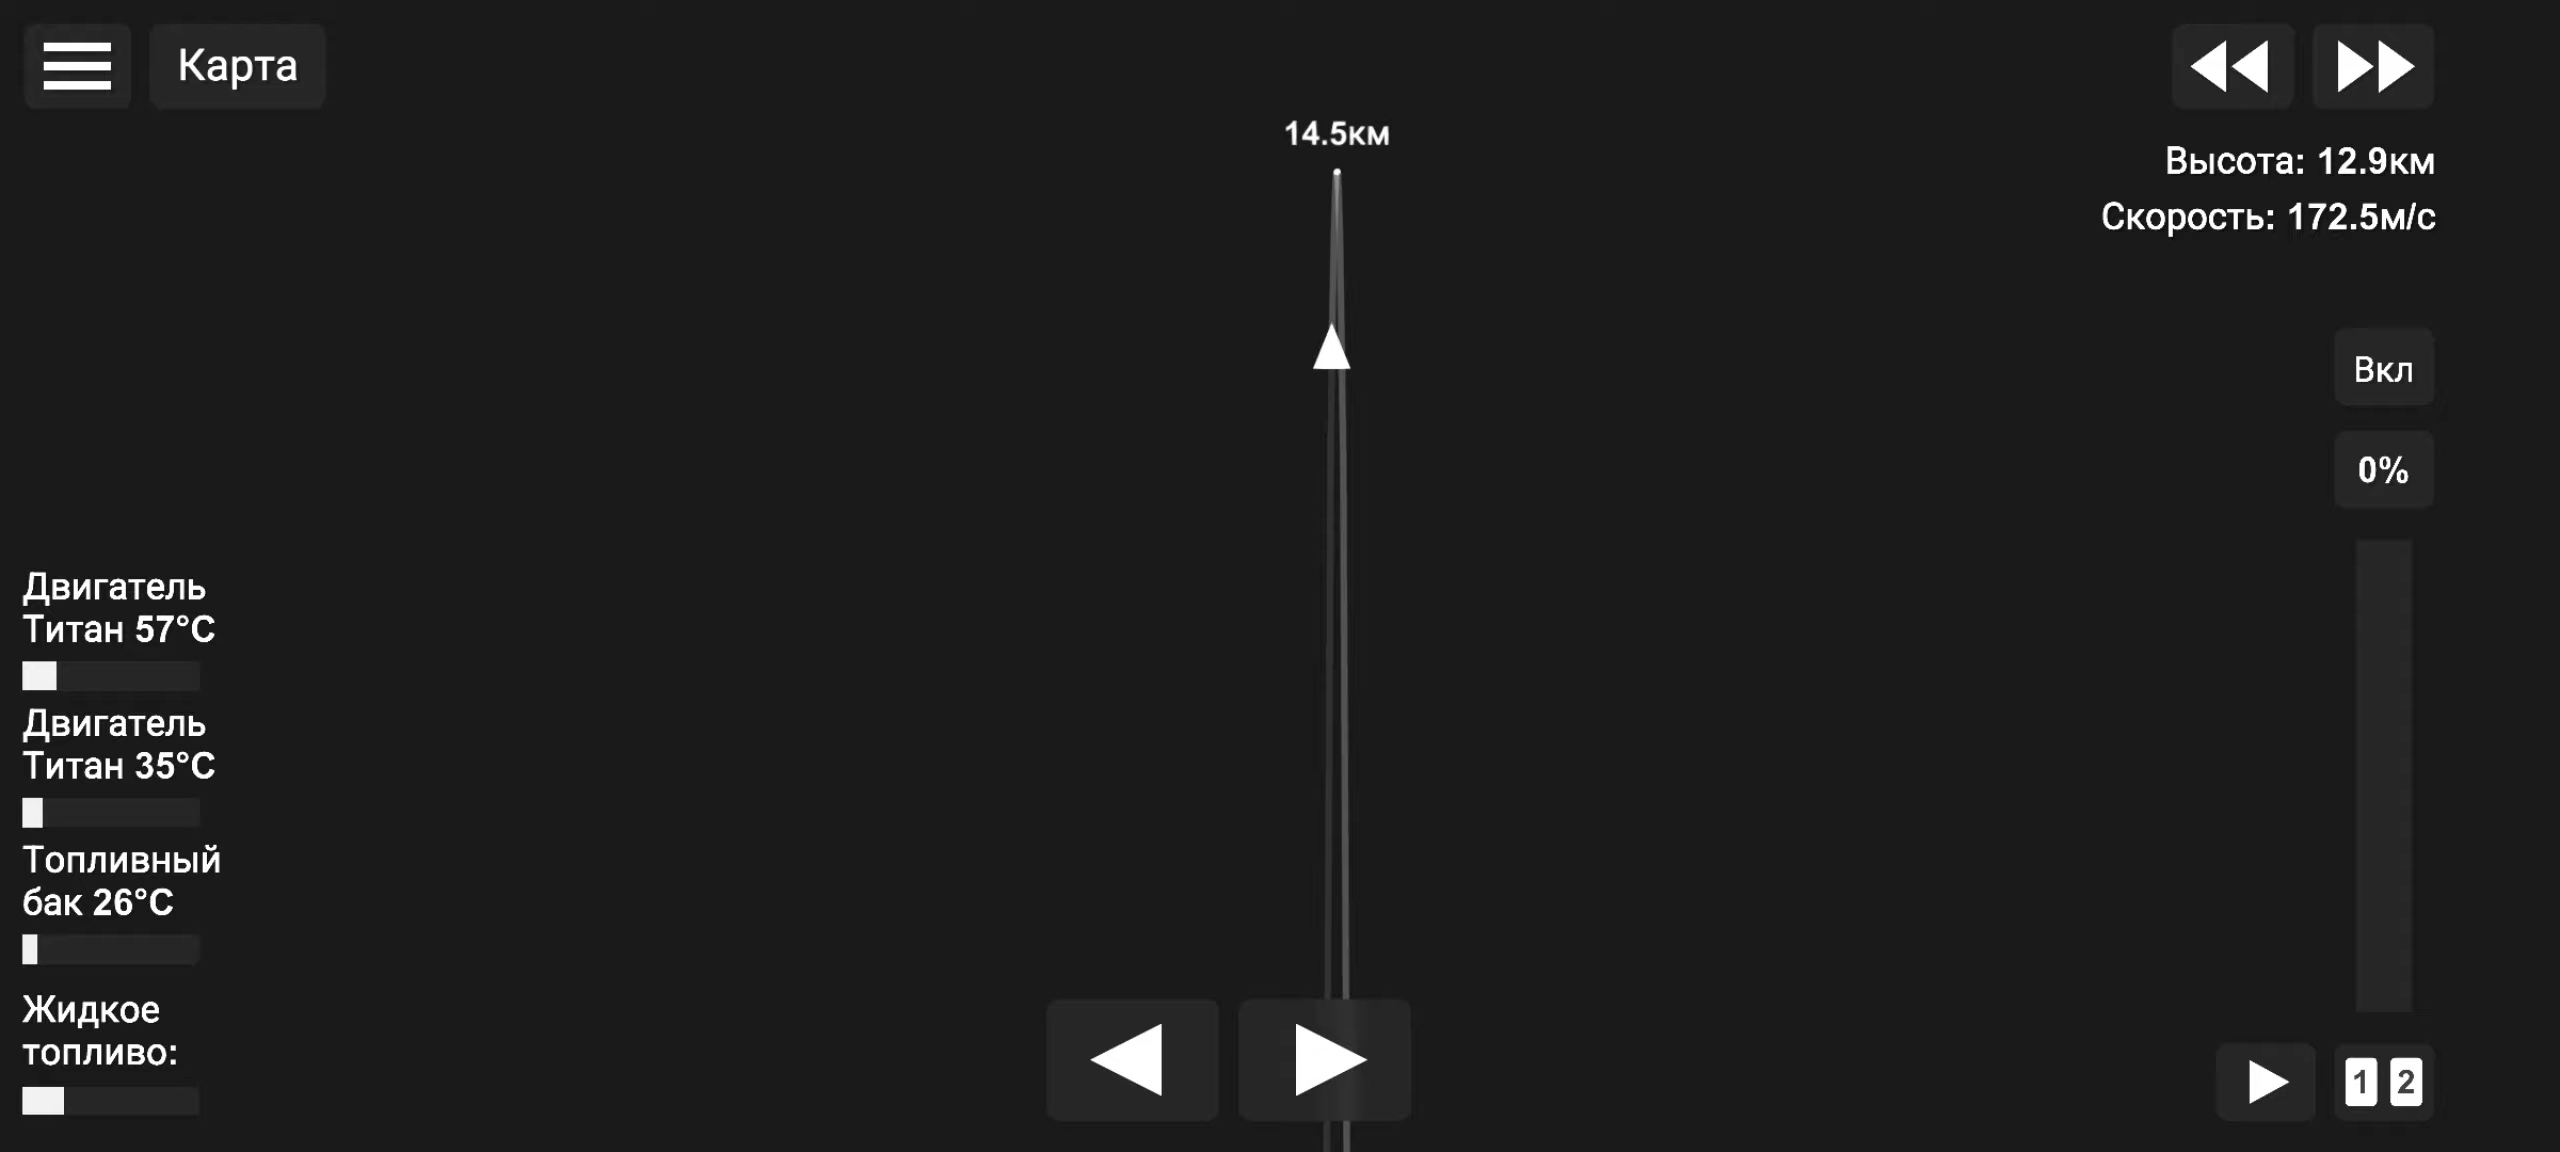 Карта
14.5км
Высота: 12.9км
Скорость: 172.5м/с
Вкл
0%
Двигатель
Титан 57°C
Двигатель
Титан 35°C
Топливный
бак 26°C
Жидкое
топливо:
1 2